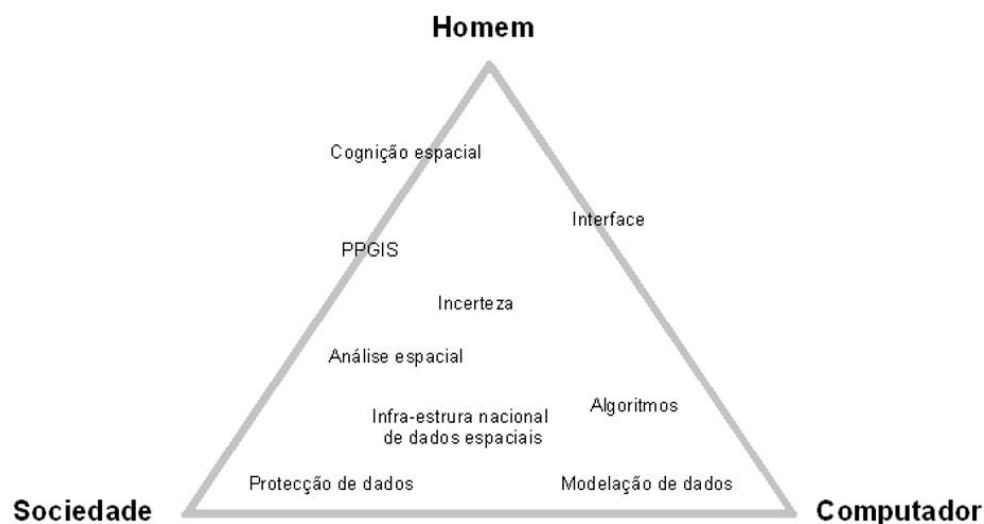 Homem
Cognição espacial
Interface
PPGIS
Incerteza
Análise espacial
Algoritmos
Infra-estrura nacional
de dados espaciais
Protecção de dados
Modelação de dados
Sociedade
Computador